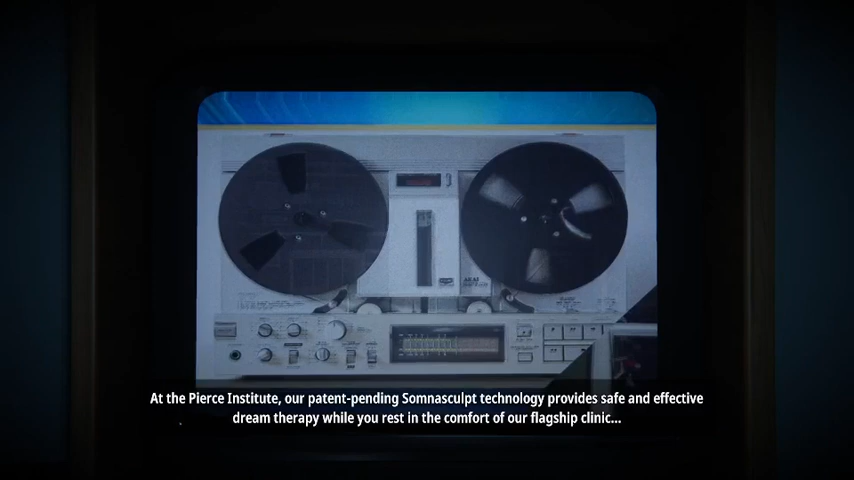 AKAI
At the Pierce Institute, our patent-pending Somnasculpt technology provides safe and effective
dream therapy while you rest in the comfort of our flagship clinic...